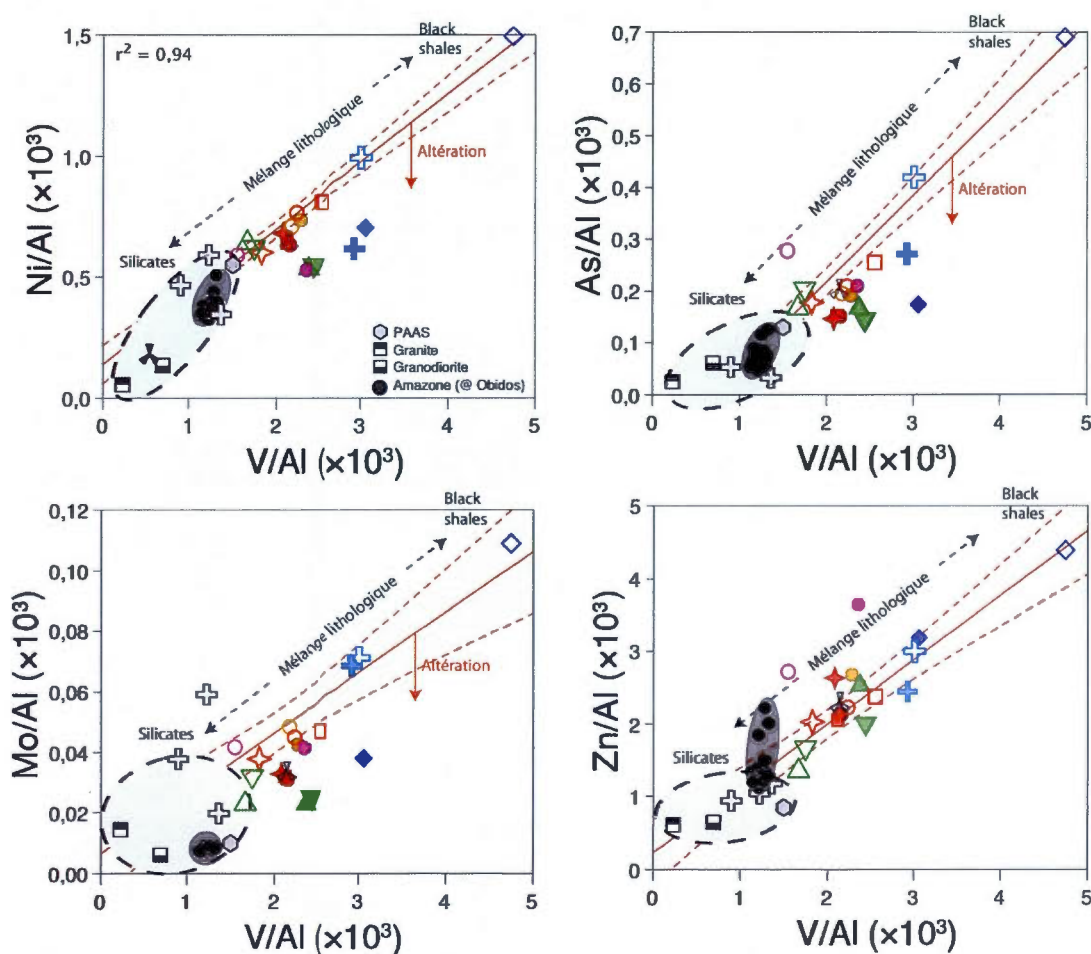 r² = 0,94
Black
shales
Mélange lithologique
Altération
Silicates
PAAS
Granite
Granodiorite
Amazone (@ Obidos)
Ni/Al (×10³)
1,5
1,0
0,5
0,0
0 1 2 3 4 5
V/Al (×10³)
Black
shales
Mélange lithologique
Altération
Silicates
As/Al (×10³)
0,7
0,6
0,5
0,4
0,3
0,2
0,1
0,0
0 1 2 3 4 5
V/Al (×10³)
Black
shales
Mélange lithologique
Altération
Silicates
Mo/Al (×10³)
0,12
0,10
0,08
0,06
0,04
0,02
0,00
0 1 2 3 4 5
V/Al (×10³)
Black
shales
Mélange lithologique
Silicates
Zn/Al (×10³)
5
4
3
2
1
0
0 1 2 3 4 5
V/Al (×10³)